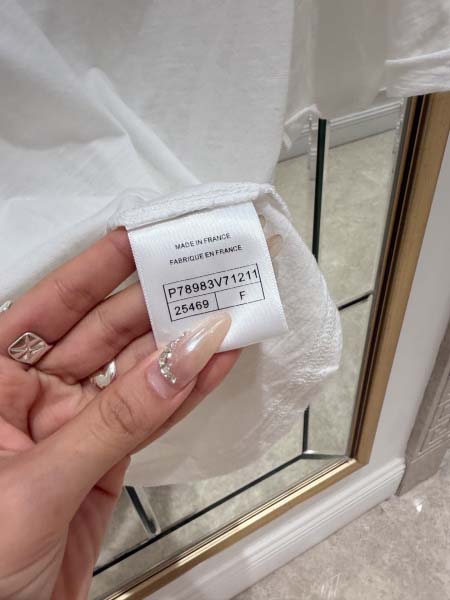 MADE IN FRANCE
FABRIQUE EN FRANCE
P78983V71211
25469 F